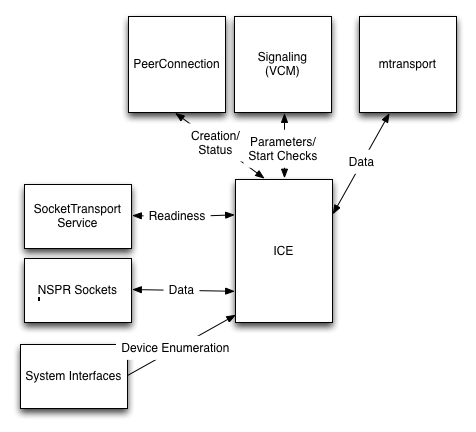 PeerConnection
Signaling
(VCM)
mtransport
Creation/
Status
Parameters/
Start Checks
Data
SocketTransport
Service
Readiness
ICE
NSPR Sockets
Data
Device Enumeration
System Interfaces